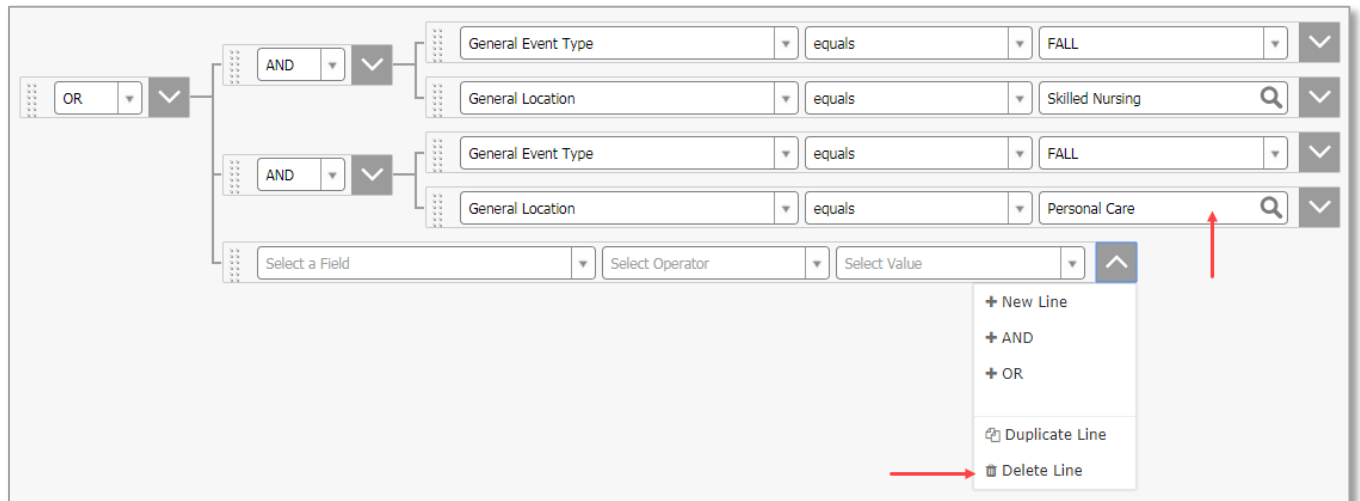 General Event Type equals FALL
AND
OR
General Location equals Skilled Nursing
General Event Type equals FALL
AND
General Location equals Personal Care
Select a Field Select Operator Select Value
New Line
AND
OR
Duplicate Line
Delete Line